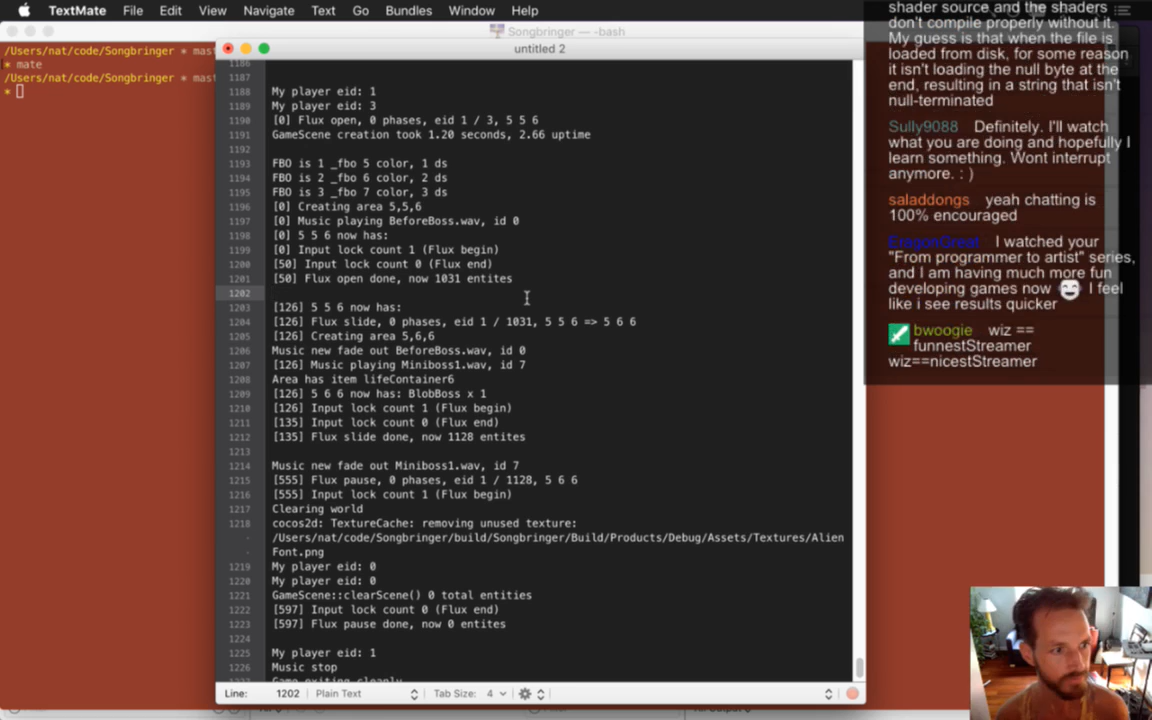 TextMate File Edit View Navigate Text Go Bundles Window Help
Songbringer — -bash
untitled 2
/Users/nat/code/Songbringer * mast
* mate
/Users/nat/code/Songbringer * mast
*
1186
1187
1188 My player eid: 1
1189 My player eid: 3
1190 [0] Flux open, 0 phases, eid 1 / 3, 5 5 6
1191 GameScene creation took 1.20 seconds, 2.66 uptime
1192
1193 FBO is 1 _fbo 5 color, 1 ds
1194 FBO is 2 _fbo 6 color, 2 ds
1195 FBO is 3 _fbo 7 color, 3 ds
1196 [0] Creating area 5,5,6
1197 [0] Music playing BeforeBoss.wav, id 0
1198 [0] 5 5 6 now has:
1199 [0] Input lock count 1 (Flux begin)
1200 [50] Input lock count 0 (Flux end)
1201 [50] Flux open done, now 1031 entites
1202
1203 [126] 5 5 6 now has:
1204 [126] Flux slide, 0 phases, eid 1 / 1031, 5 5 6 => 5 6 6
1205 [126] Creating area 5,6,6
1206 Music new fade out BeforeBoss.wav, id 0
1207 [126] Music playing Miniboss1.wav, id 7
1208 Area has item lifeContainer6
1209 [126] 5 6 6 now has: BlobBoss x 1
1210 [126] Input lock count 1 (Flux begin)
1211 [135] Input lock count 0 (Flux end)
1212 [135] Flux slide done, now 1128 entites
1213
1214 Music new fade out Miniboss1.wav, id 7
1215 [555] Flux pause, 0 phases, eid 1 / 1128, 5 6 6
1216 [555] Input lock count 1 (Flux begin)
1217 Clearing world
1218 cocos2d: TextureCache: removing unused texture:
/Users/nat/code/Songbringer/build/Songbringer/Build/Products/Debug/Assets/Textures/Alien
Font.png
1219 My player eid: 0
1220 My player eid: 0
1221 GameScene::clearScene() 0 total entities
1222 [597] Input lock count 0 (Flux end)
1223 [597] Flux pause done, now 0 entites
1224
1225 My player eid: 1
1226 Music stop
Game exiting cleanly
Line: 1202 Plain Text Tab Size: 4
shader source and the shaders
don't compile properly without it.
My guess is that when the file is
loaded from disk, for some reason
it isn't loading the null byte at the
end, resulting in a string that isn't
null-terminated
Sully9088 Definitely. I'll watch
what you are doing and hopefully I
learn something. Wont interrupt
anymore. : )
saladdongs yeah chatting is
100% encouraged
I watched your
"From programmer to artist" series,
and I am having much more fun
developing games now I feel
like i see results quicker
bwoogie wiz ==
funnestStreamer
wiz==nicestStreamer